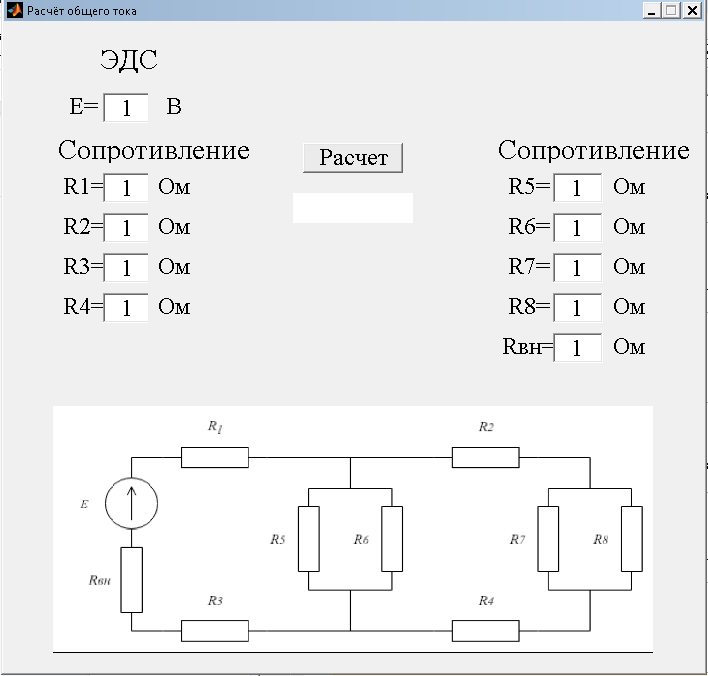 Расчёт общего тока
ЭДС
E= 1 В
Сопротивление
R1= 1 Ом
R2= 1 Ом
R3= 1 Ом
R4= 1 Ом
Расчет
Сопротивление
R5= 1 Ом
R6= 1 Ом
R7= 1 Ом
R8= 1 Ом
Rвн= 1 Ом
R1 R2
E R5 R6 R7 R8
Rвн
R3 R4